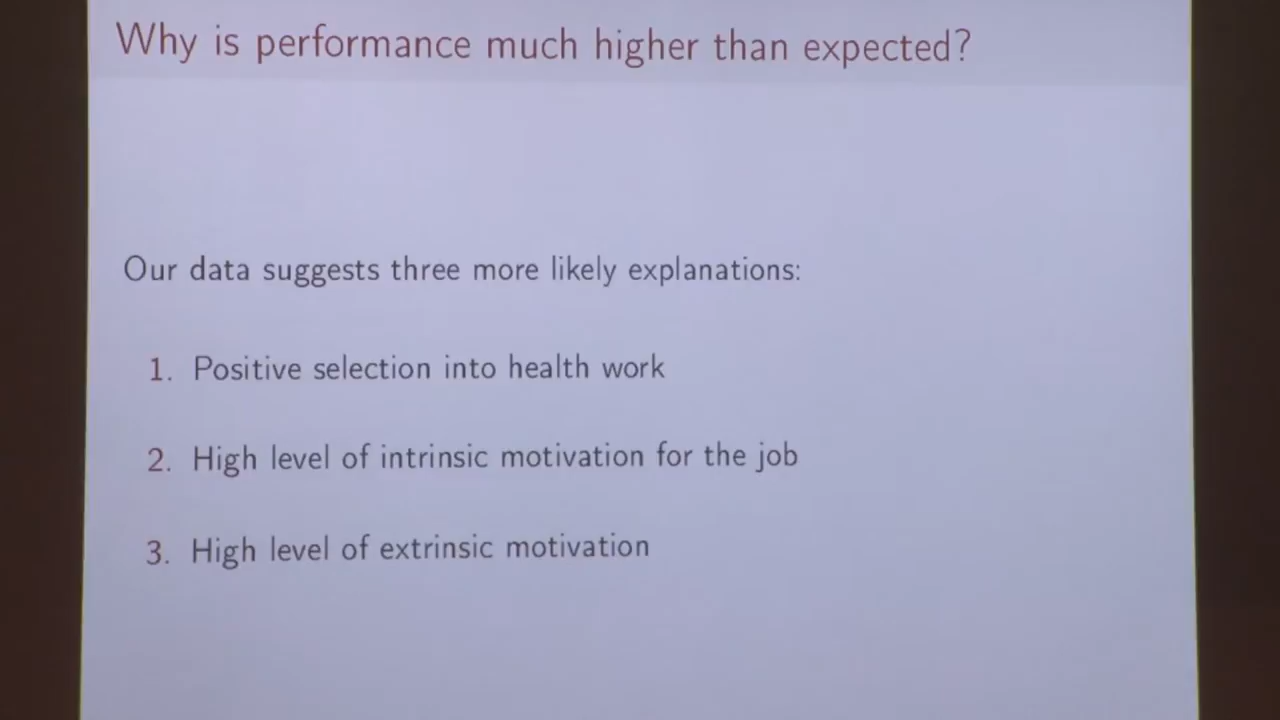 Why is performance much higher than expected?
Our data suggests three more likely explanations:
1. Positive selection into health work
2. High level of intrinsic motivation for the job
3. High level of extrinsic motivation